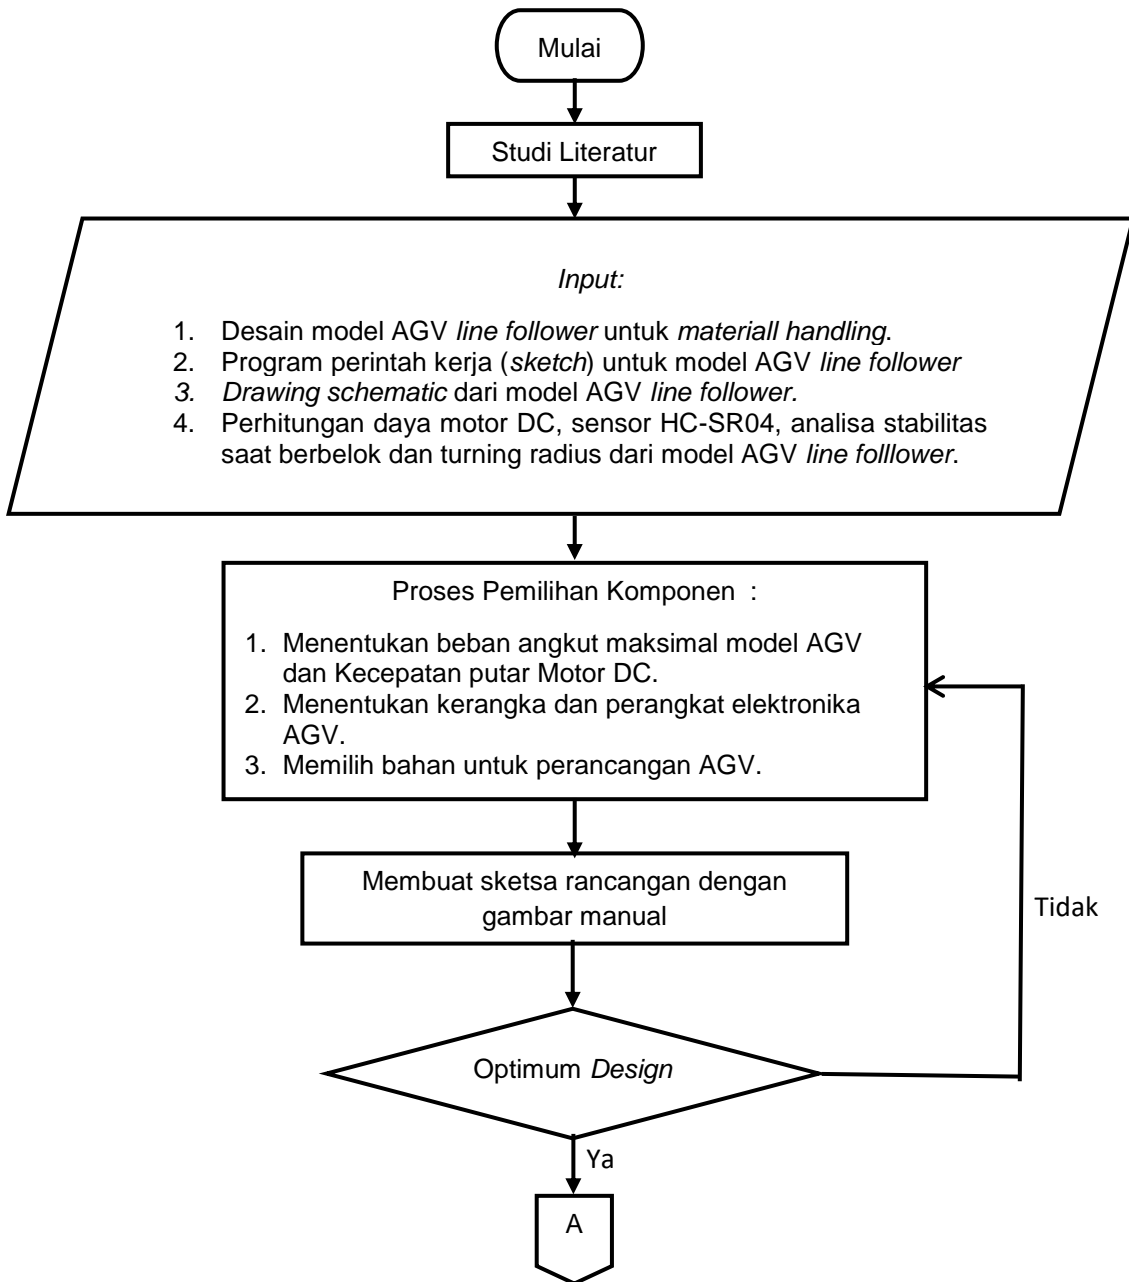 Mulai
Studi Literatur
Input:
1. Desain model AGV line follower untuk materiall handling.
2. Program perintah kerja (sketch) untuk model AGV line follower
3. Drawing schematic dari model AGV line follower.
4. Perhitungan daya motor DC, sensor HC-SR04, analisa stabilitas
saat berbelok dan turning radius dari model AGV line folllower.
Proses Pemilihan Komponen :
1. Menentukan beban angkut maksimal model AGV
dan Kecepatan putar Motor DC.
2. Menentukan kerangka dan perangkat elektronika
AGV.
3. Memilih bahan untuk perancangan AGV.
Membuat sketsa rancangan dengan
gambar manual
Tidak
Optimum Design
Ya
A